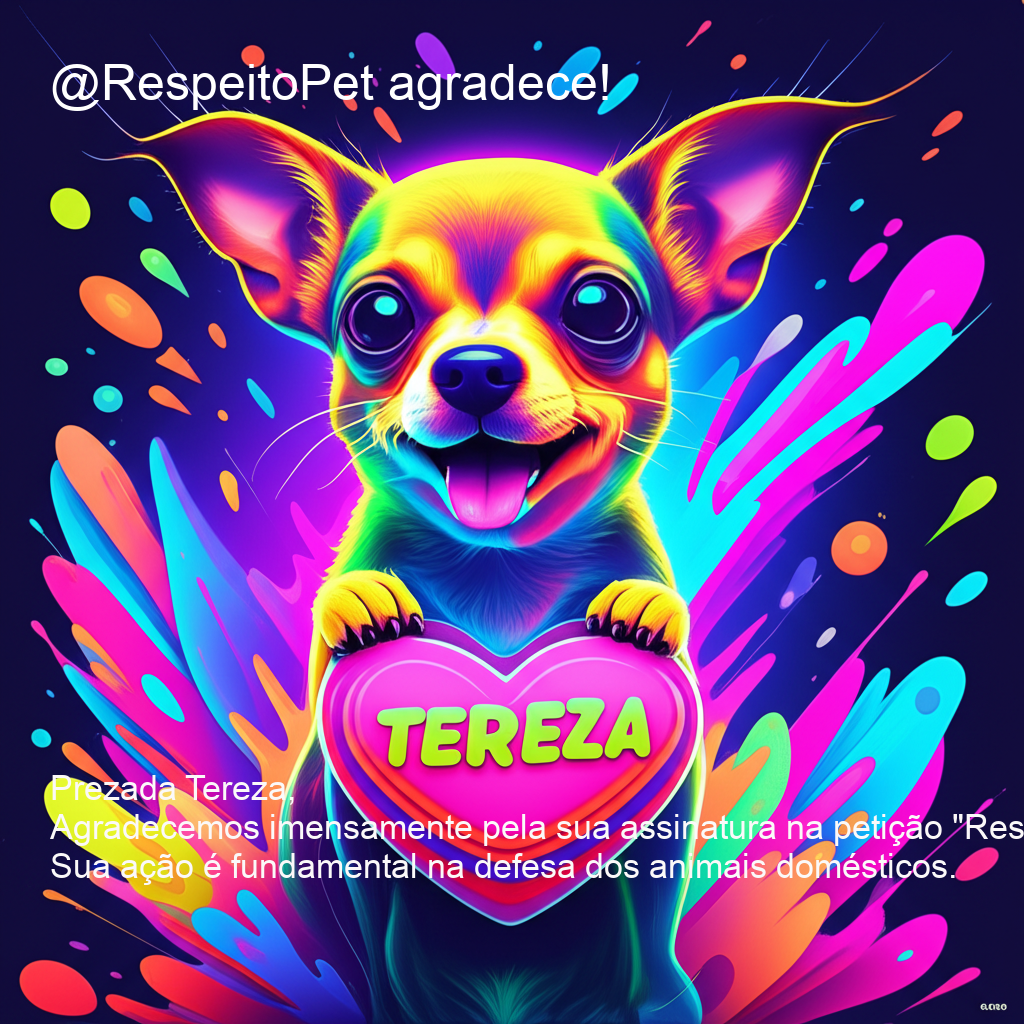 @RespeitoPet agradece!
TEREZA
Prezada Tereza,
Agradecemos imensamente pela sua assinatura na petição "Res
Sua ação é fundamental na defesa dos animais domésticos.